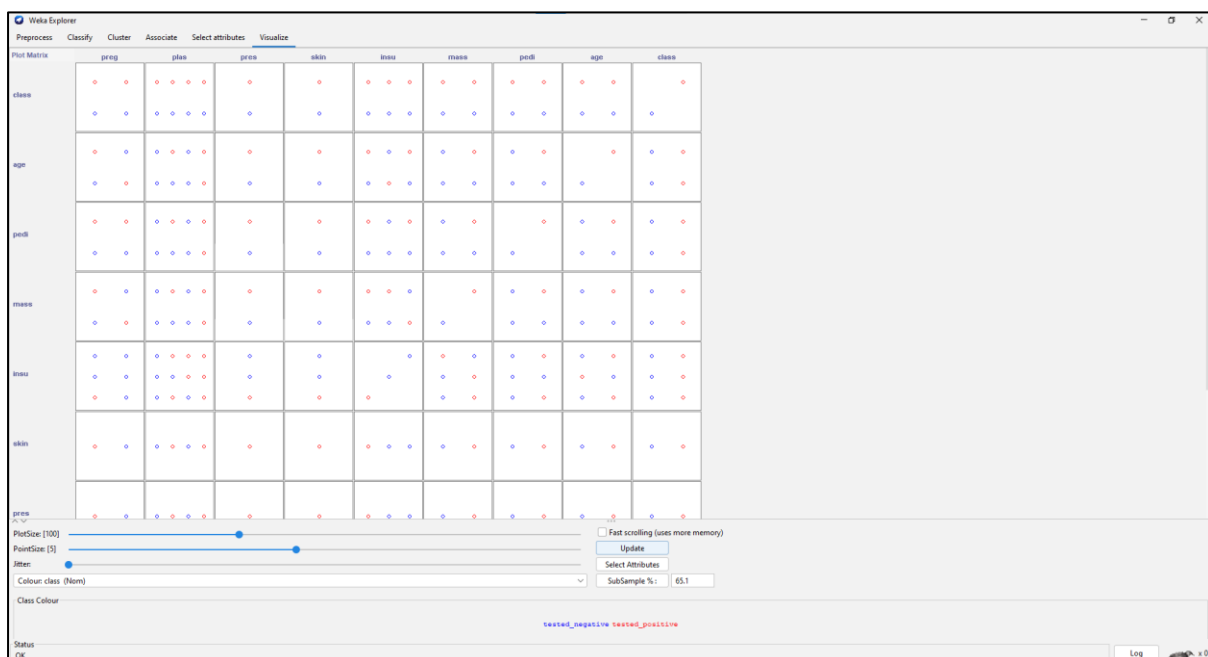 Weka Explorer
Preprocess Classify Cluster Associate Select attributes Visualize
Plot Matrix preg plas pres skin insu mass pedi age class
class
age
pedi
mass
insu
skin
pres
PlotSize: [100]
Fast scrolling (uses more memory)
PointSize: [5]
Update
Jitter:
Select Attributes
Colour: class (Nom)
SubSample % :
65.1
Class Colour
tested_negative tested_positive
Status
OK
Log
x 0